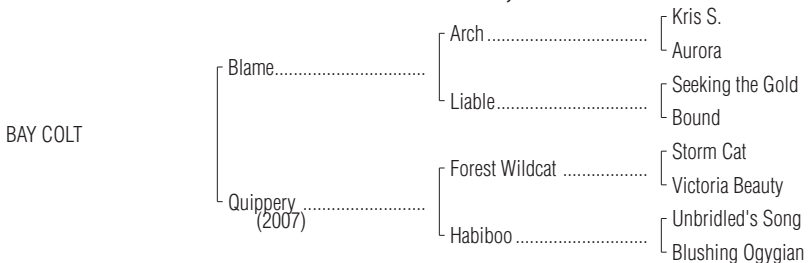 Kris S.
Arch
Aurora
Blame
Seeking the Gold
Liable
Bound
BAY COLT
Storm Cat
Forest Wildcat
Victoria Beauty
Quippery
(2007)
Unbridled's Song
Habiboo
Blushing Ogygian